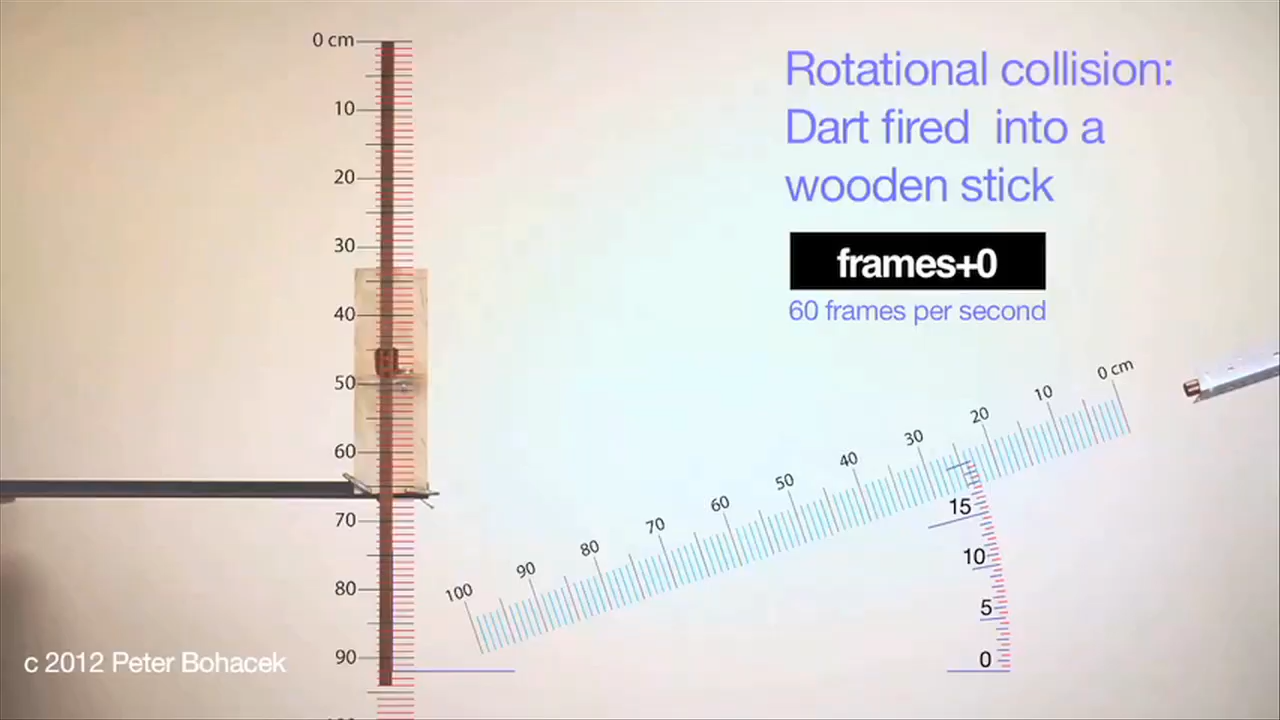 0 cm
10
20
30
40
50
60
70
80
90
Rotational collision:
Dart fired into a
wooden stick
frames+0
60 frames per second
0 cm
10
20
30
40
50
60
70
80
90
100
15
10
5
0
c 2012 Peter Bohacek